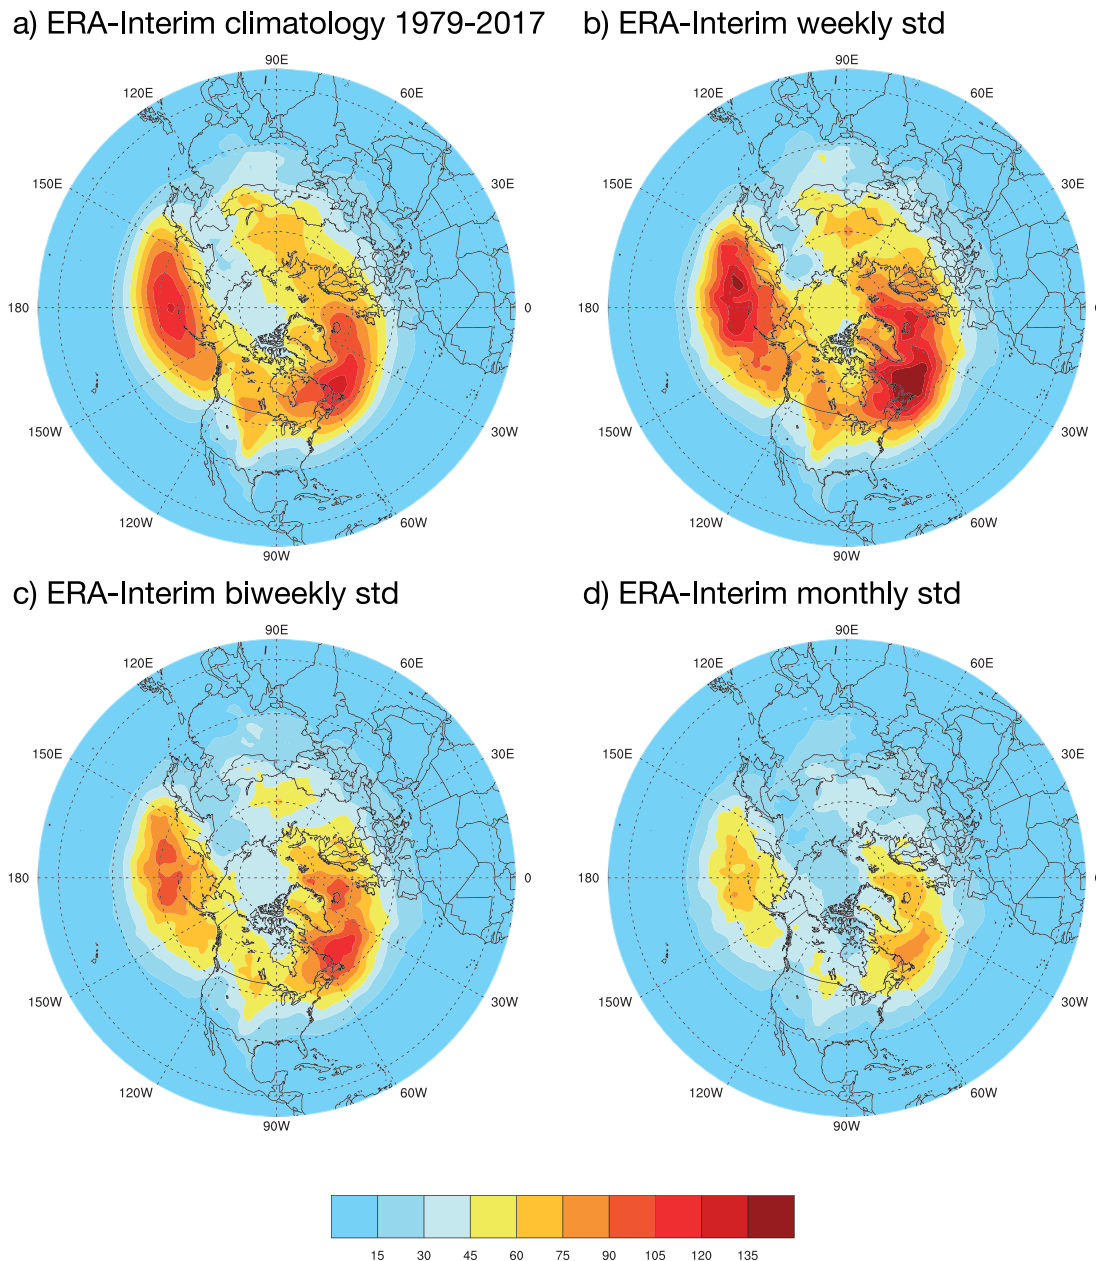 a) ERA-Interim climatology 1979-2017
b) ERA-Interim weekly std
90E
120E
60E
150E
30E
180
0
150W
30W
120W
60W
90W
90E
120E
60E
150E
30E
180
0
150W
30W
120W
60W
90W
c) ERA-Interim biweekly std
d) ERA-Interim monthly std
90E
120E
60E
150E
30E
180
0
150W
30W
120W
60W
90W
90E
120E
60E
150E
30E
180
0
150W
30W
120W
60W
90W
15 30 45 60 75 90 105 120 135